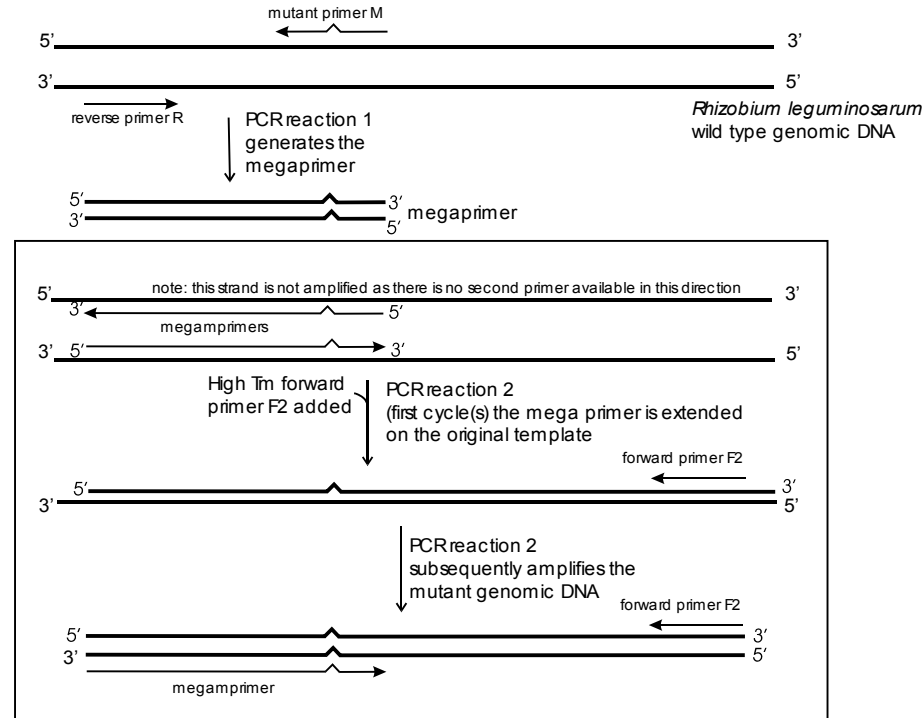 mutant primer M
5’ 3’
3’ 5’
reverse primer R
Rhizobium leguminosarum
wild type genomic DNA
PCR reaction 1
generates the
megaprimer
5’ 3’
3’ 5’
megaprimer
5’ note: this strand is not amplified as there is no second primer available in this direction 3’
3’ 5’
megamprimers
3’ 5’ 3’ 5’
High Tm forward
primer F2 added
PCR reaction 2
(first cycle(s) the mega primer is extended
on the original template
forward primer F2
5’ 3’
3’ 5’
PCR reaction 2
subsequently amplifies the
mutant genomic DNA
forward primer F2
5’ 3’
3’ 5’
megamprimer